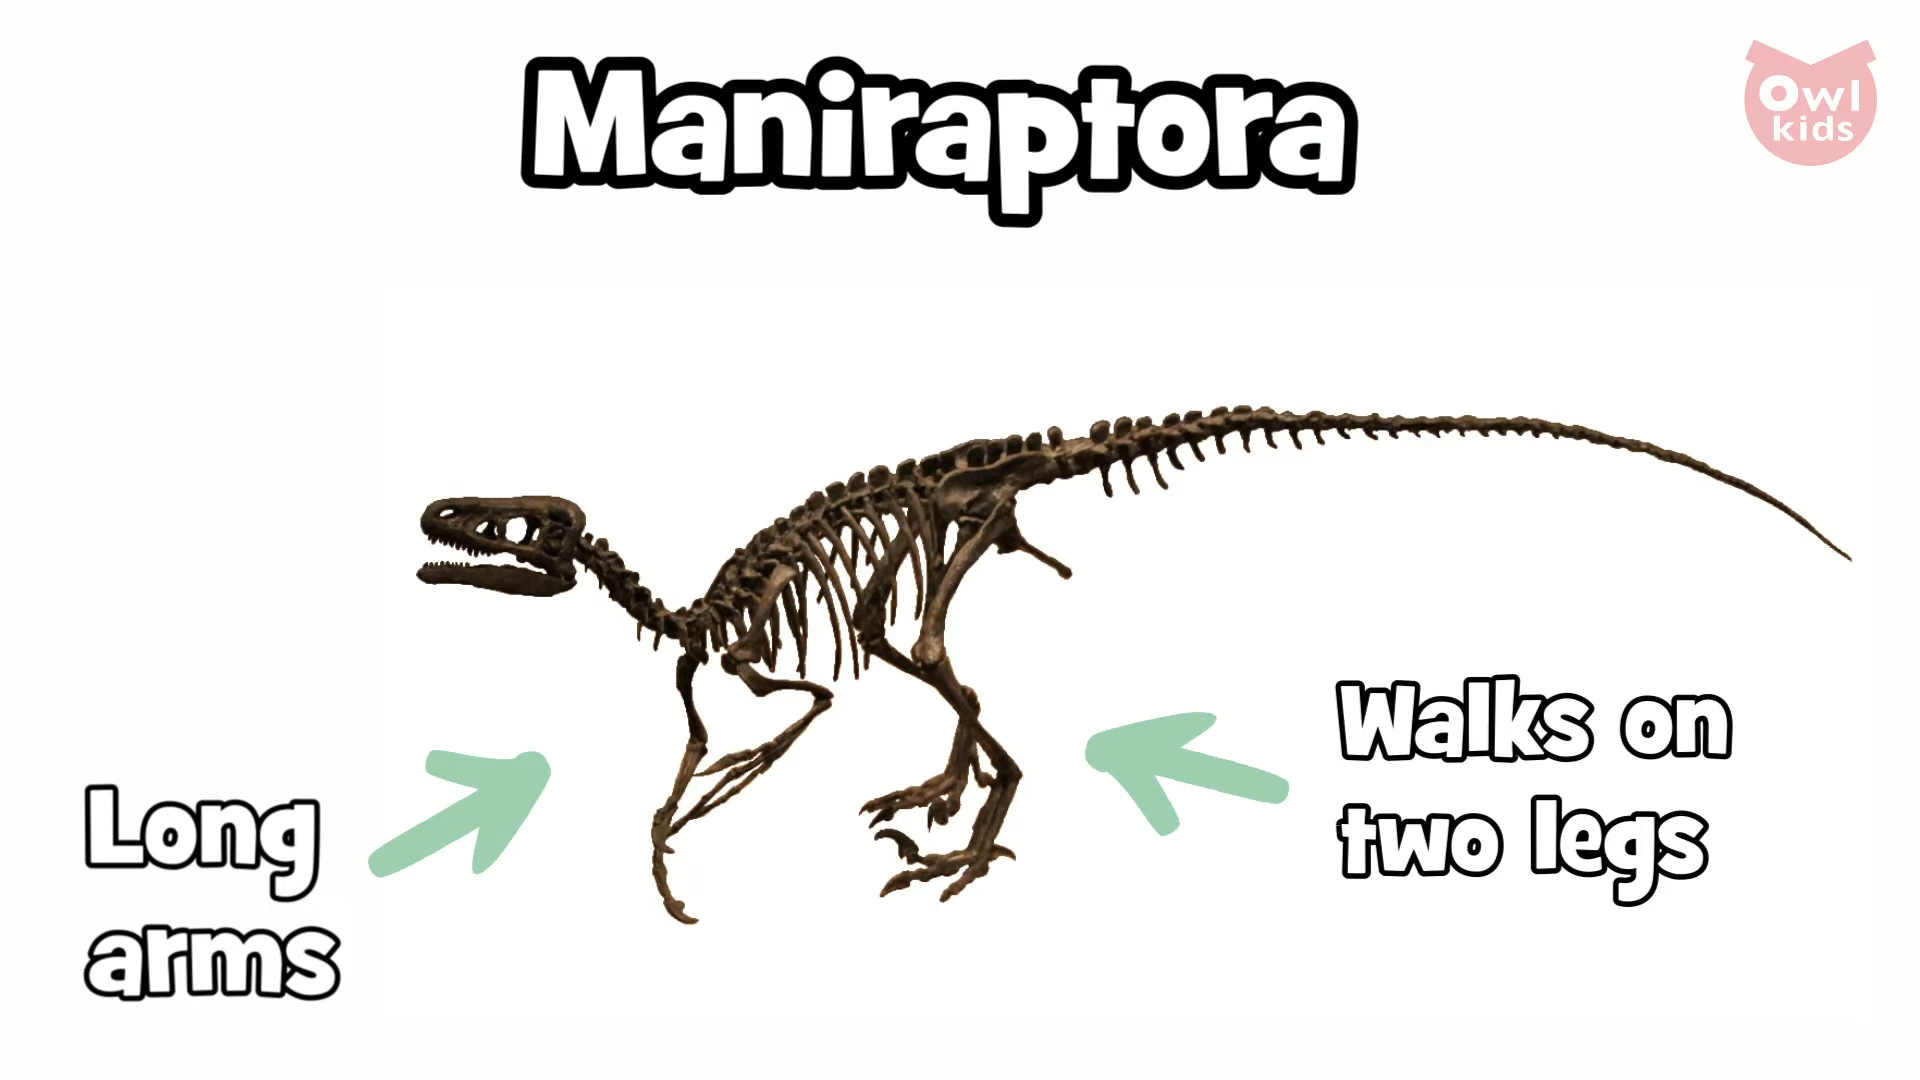 Maniraptora
Owl
kids
Long
arms
Walks on
two legs